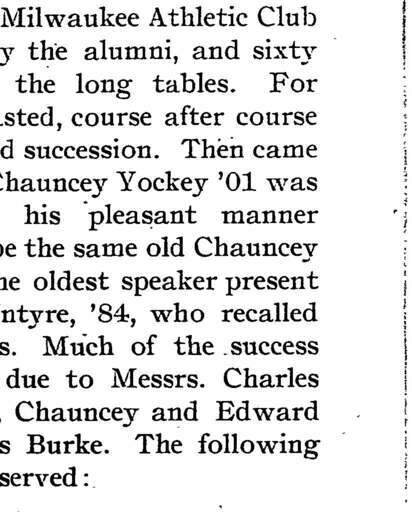 Milwaukee Athletic Club
y the alumni, and sixty
the long tables. For
sted, course after course
d succession. Then came
Chauncey Yockey '01 was
his pleasant manner
be the same old Chauncey
he oldest speaker present
ntyre, '84, who recalled
s. Much of the success
due to Messrs. Charles
, Chauncey and Edward
s Burke. The following
served: